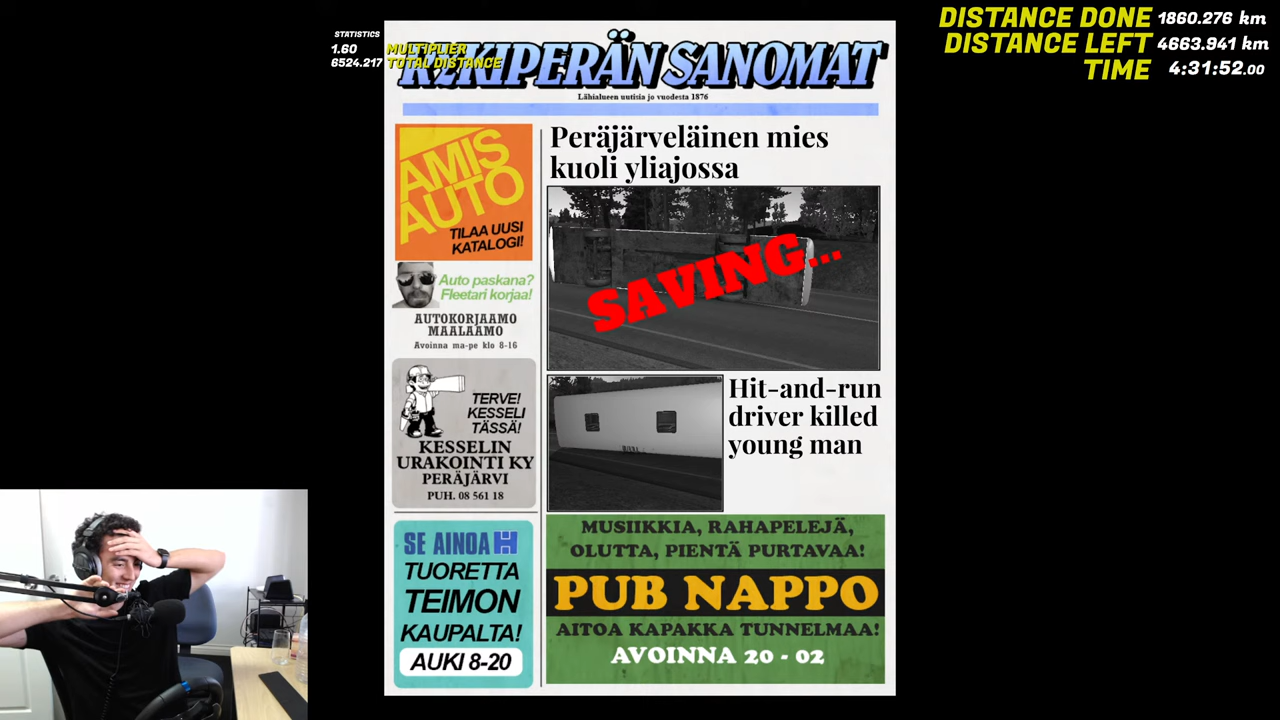 STATISTICS
1.60 MULTIPLIER
6524.217 TOTAL DISTANCE
DISTANCE DONE 1860.276 km
DISTANCE LEFT 4663.941 km
TIME 4:31:52.00
SANOMAT
Lähialueen uutisia jo vuodesta 1876
AMIS
AUTO
TILAA UUSI
KATALOGI!
Auto paskana?
Fleetari korjaa!
AUTOKORJAAMO
MAALAAMO
Avoinna ma-pe klo 8-16
TERVE!
KESSELI
TÄSSÄ!
KESSELIN
URAKOINTI KY
PERÄJÄRVI
PUH. 08 561 18
SE AINOA H
TUORETTA
TEIMON
KAUPALTA!
AUKI 8-20
Peräjärveläinen mies
kuoli yliajossa
SAVING...
Hit-and-run
driver killed
young man
MUSIIKKIA, RAHAPELEJÄ,
OLUTTA, PIENTÄ PURTAVAA!
PUB NAPPO
AITOA KAPAKKA TUNNELMAA!
AVOINNA 20 - 02